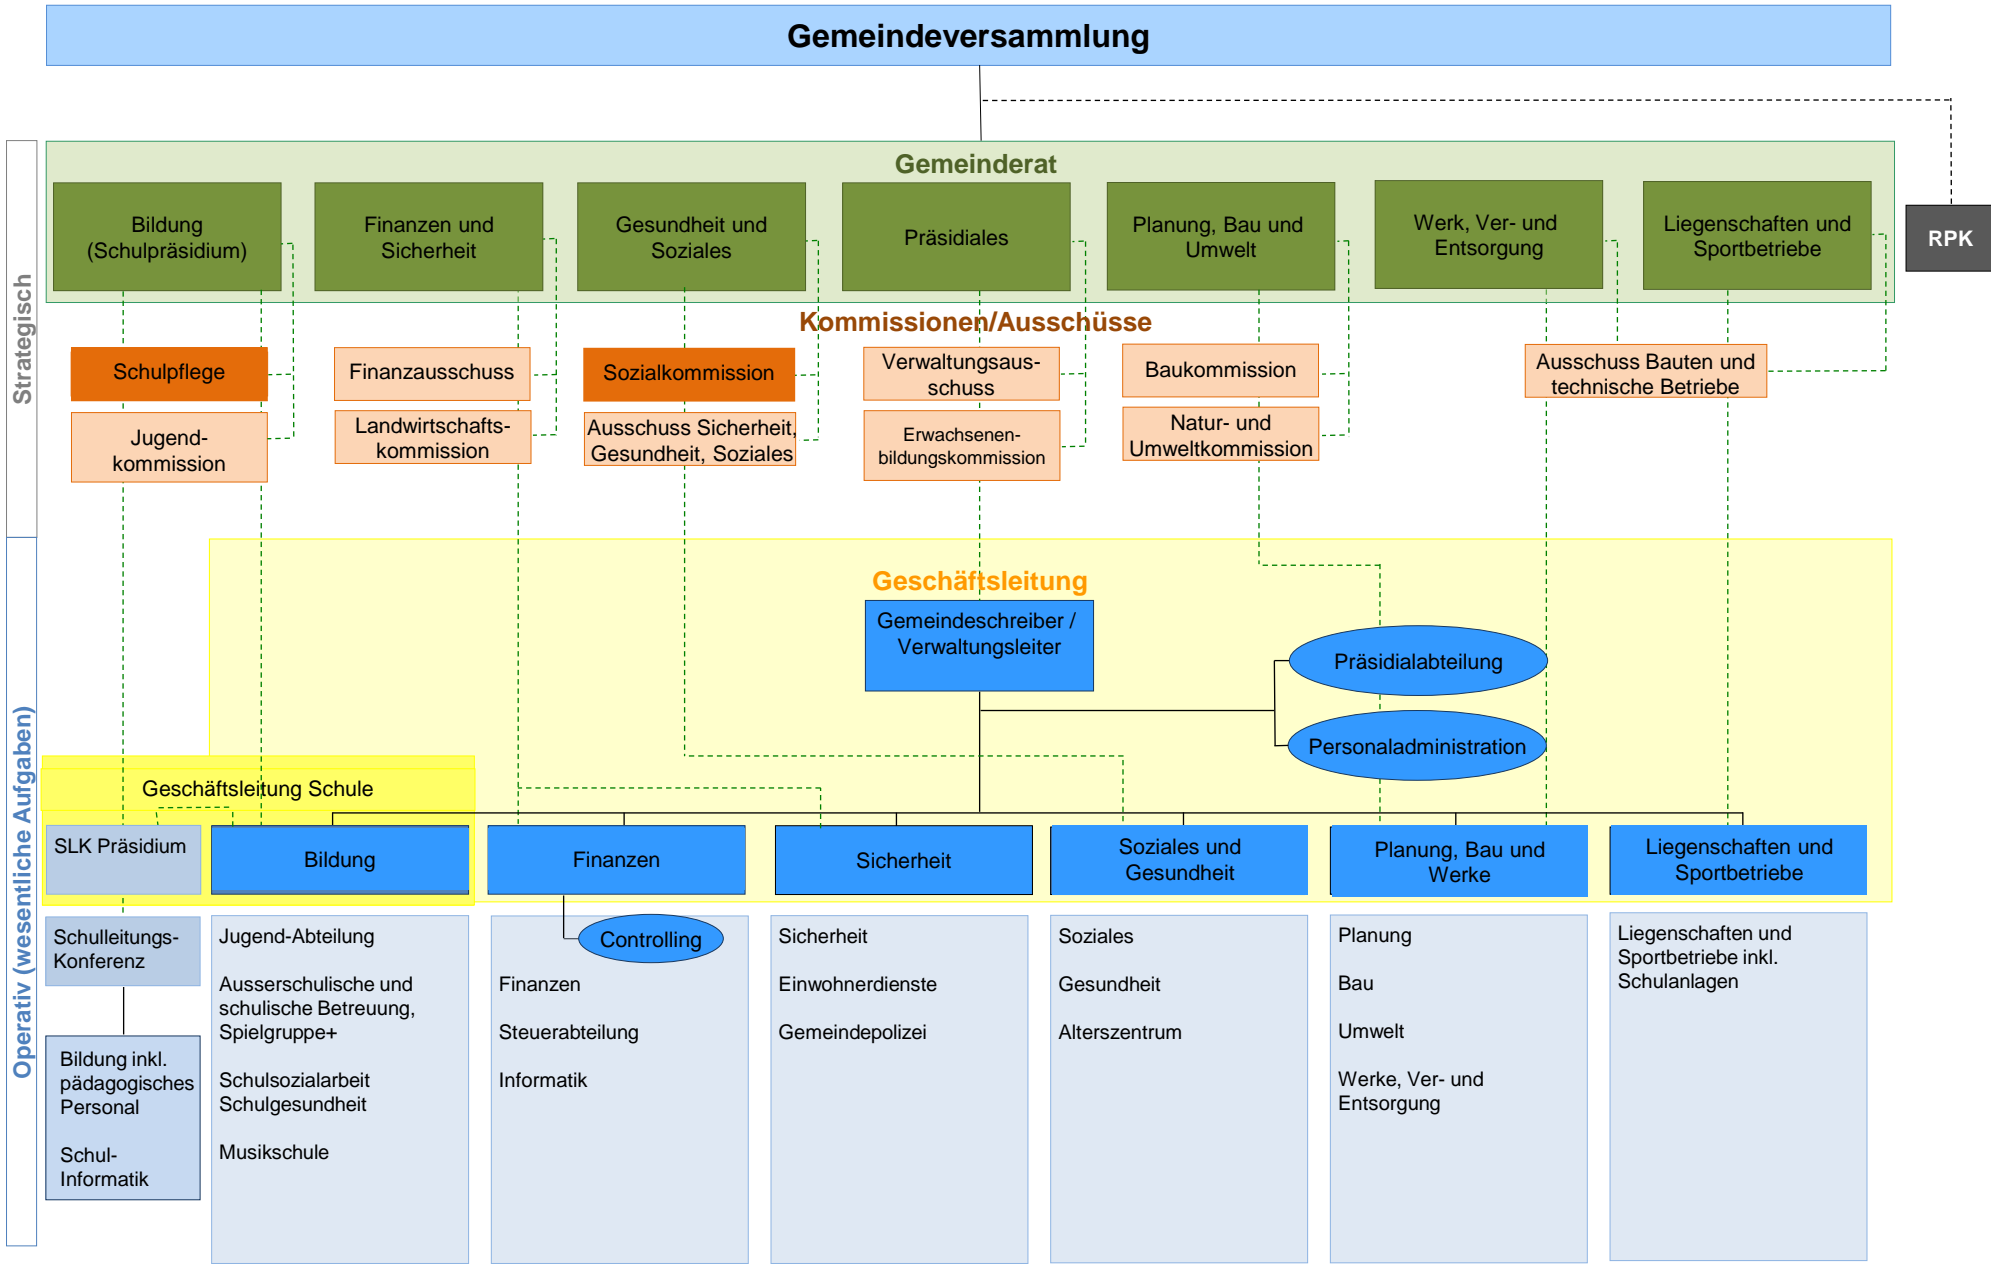 Gemeindeversammlung
Strategisch
Gemeinderat
Bildung
(Schulpräsidium)
Finanzen und
Sicherheit
Gesundheit und
Soziales
Präsidiales
Planung, Bau und
Umwelt
Werk, Ver- und
Entsorgung
Liegenschaften und
Sportbetriebe
RPK
Kommissionen/Ausschüsse
Schulpflege
Finanzausschuss
Sozialkommission
Verwaltungsaus-
schuss
Baukommission
Ausschuss Bauten und
technische Betriebe
Jugend-
kommission
Landwirtschafts-
kommission
Ausschuss Sicherheit,
Gesundheit, Soziales
Erwachsenen-
bildungskommission
Natur- und
Umweltkommission
Operativ (wesentliche Aufgaben)
Geschäftsleitung
Gemeindeschreiber /
Verwaltungsleiter
Präsidialabteilung
Personaladministration
Geschäftsleitung Schule
SLK Präsidium
Bildung
Finanzen
Sicherheit
Soziales und
Gesundheit
Planung, Bau und
Werke
Liegenschaften und
Sportbetriebe
Schulleitungs-
Konferenz
Bildung inkl.
pädagogisches
Personal
Schul-
Informatik
Jugend-Abteilung
Ausserschulische und
schulische Betreuung,
Spielgruppe+
Schulsozialarbeit
Schulgesundheit
Musikschule
Controlling
Finanzen
Steuerabteilung
Informatik
Sicherheit
Einwohnerdienste
Gemeindepolizei
Soziales
Gesundheit
Alterszentrum
Planung
Bau
Umwelt
Werke, Ver- und
Entsorgung
Liegenschaften und
Sportbetriebe inkl.
Schulanlagen